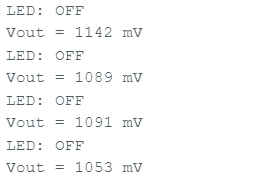 LED: OFF
Vout = 1142 mV
LED: OFF
Vout = 1089 mV
LED: OFF
Vout = 1091 mV
LED: OFF
Vout = 1053 mV